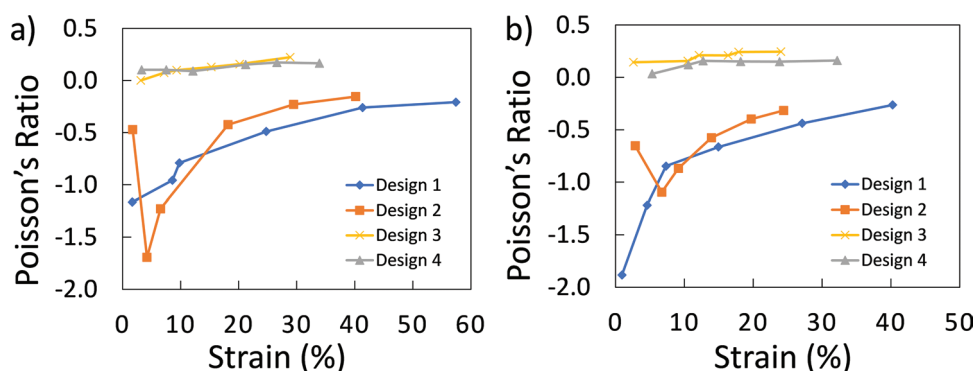 a)
Poisson's Ratio
0.5
0.0
-0.5
-1.0
-1.5
-2.0
0 10 20 30 40 50 60
Strain (%)
Design 1
Design 2
Design 3
Design 4
b)
Poisson's Ratio
0.5
0.0
-0.5
-1.0
-1.5
-2.0
0 10 20 30 40 50
Strain (%)
Design 1
Design 2
Design 3
Design 4